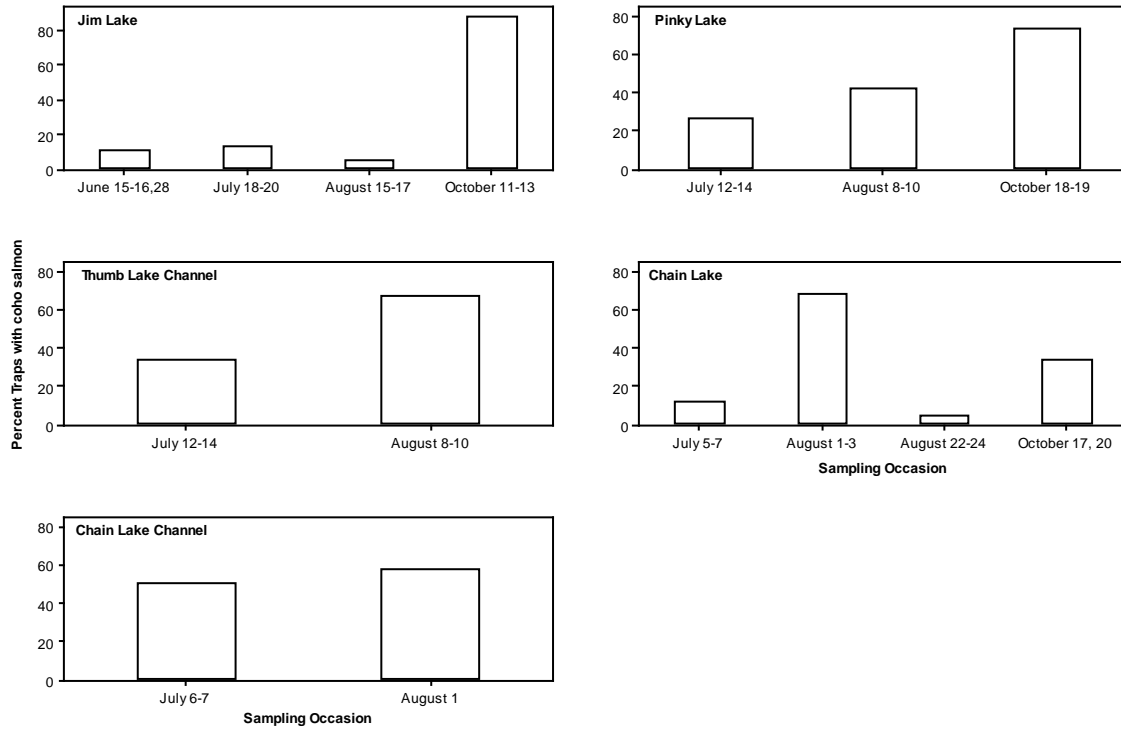 Percent Traps with coho salmon
Jim Lake
80
60
40
20
0
June 15-16,28 July 18-20 August 15-17 October 11-13
Pinky Lake
80
60
40
20
0
July 12-14 August 8-10 October 18-19
Thumb Lake Channel
80
60
40
20
0
July 12-14 August 8-10
Chain Lake
80
60
40
20
0
July 5-7 August 1-3 August 22-24 October 17, 20
Sampling Occasion
Chain Lake Channel
80
60
40
20
0
July 6-7 August 1
Sampling Occasion